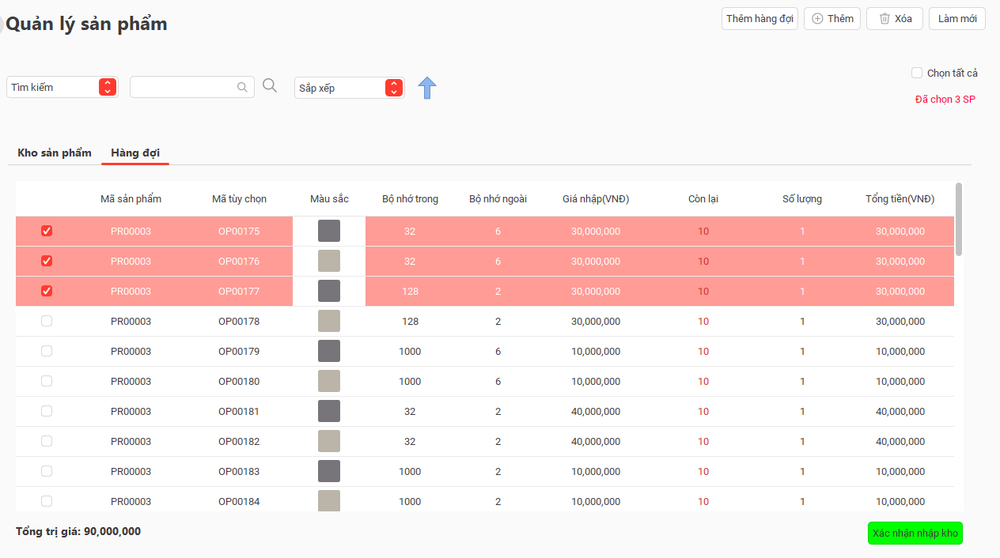 Quản lý sản phẩm
Thêm hàng đợi Thêm Xóa Làm mới
Tìm kiếm Sắp xếp
Chọn tất cả
Đã chọn 3 SP
Kho sản phẩm Hàng đợi
Mã sản phẩm Mã tùy chọn Màu sắc Bộ nhớ trong Bộ nhớ ngoài Giá nhập(VNĐ) Còn lại Số lượng Tổng tiền(VNĐ)
PR00003 OP00175 32 6 30,000,000 10 1 30,000,000
PR00003 OP00176 32 6 30,000,000 10 1 30,000,000
PR00003 OP00177 128 2 30,000,000 10 1 30,000,000
PR00003 OP00178 128 2 30,000,000 10 1 30,000,000
PR00003 OP00179 1000 6 10,000,000 10 1 10,000,000
PR00003 OP00180 1000 6 10,000,000 10 1 10,000,000
PR00003 OP00181 32 2 40,000,000 10 1 40,000,000
PR00003 OP00182 32 2 40,000,000 10 1 40,000,000
PR00003 OP00183 1000 2 10,000,000 10 1 10,000,000
PR00003 OP00184 1000 2 10,000,000 10 1 10,000,000
Tổng trị giá: 90,000,000
Xác nhận nhập kho